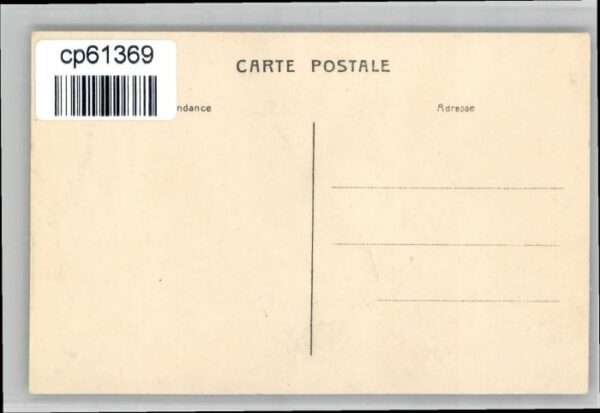 cp61369
CARTE POSTALE
ndance
Adresse